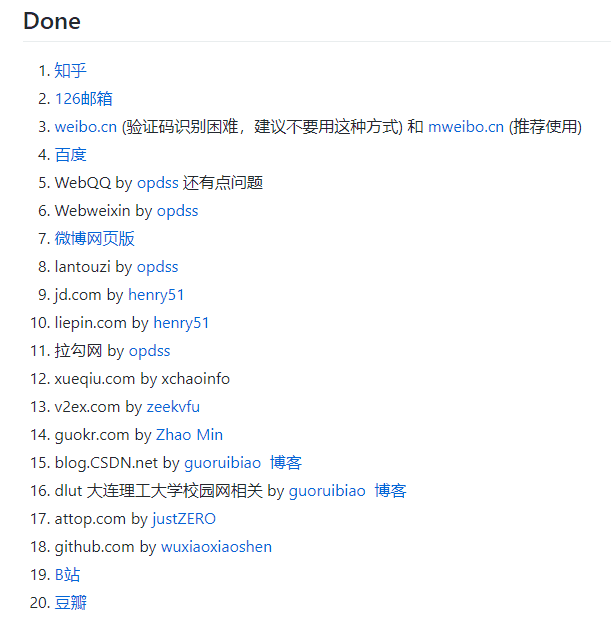 Done
1. 知乎
2. 126邮箱
3. weibo.cn (验证码识别困难，建议不要用这种方式) 和 mweibo.cn (推荐使用)
4. 百度
5. WebQQ by opdss 还有点问题
6. Webweixin by opdss
7. 微博网页版
8. lantouzi by opdss
9. jd.com by henry51
10. liepin.com by henry51
11. 拉勾网 by opdss
12. xueqiu.com by xchaoinfo
13. v2ex.com by zeekvfu
14. guokr.com by Zhao Min
15. blog.CSDN.net by guoruibiao 博客
16. dlut 大连理工大学校园网相关 by guoruibiao 博客
17. attop.com by justZERO
18. github.com by wuxiaoxiaoshen
19. B站
20. 豆瓣